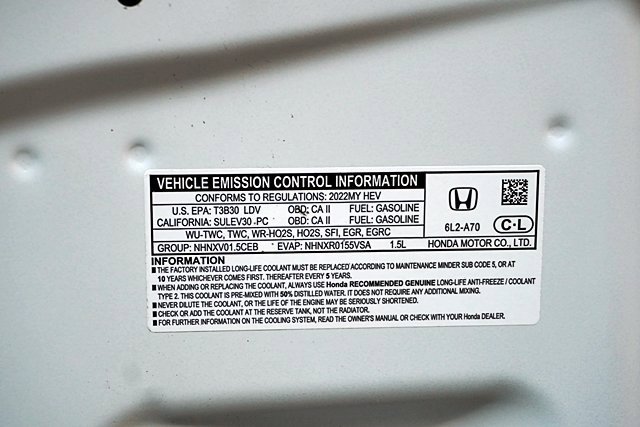 VEHICLE EMISSION CONTROL INFORMATION
CONFORMS TO REGULATIONS: 2022MY HEV
U.S. EPA: T3B30 LDV OBD: CA II FUEL: GASOLINE
CALIFORNIA: SULEV30 PC OBD: CA II FUEL: GASOLINE
WU-TWC, TWC, WR-HO2S, HO2S, SFI, EGR, EGRC
GROUP: NHNXV01.5CEB EVAP: NHNXR0155VSA 1.5L
6L2-A70 C·L
HONDA MOTOR CO., LTD.
INFORMATION
■ THE FACTORY INSTALLED LONG-LIFE COOLANT MUST BE REPLACED ACCORDING TO MAINTENANCE MINDER SUB CODE 5, OR AT
10 YEARS WHICHEVER COMES FIRST. THEREAFTER EVERY 5 YEARS.
■ WHEN ADDING OR REPLACING THE COOLANT, ALWAYS USE Honda RECOMMENDED GENUINE LONG-LIFE ANTI-FREEZE / COOLANT
TYPE 2. THIS COOLANT IS PRE-MIXED WITH 50% DISTILLED WATER. IT DOES NOT REQUIRE ANY ADDITIONAL MIXING.
■ NEVER DILUTE THE COOLANT, OR THE LIFE OF THE ENGINE MAY BE SERIOUSLY SHORTENED.
■ CHECK OR ADD THE COOLANT AT THE RESERVE TANK, NOT THE RADIATOR.
■ FOR FURTHER INFORMATION ON THE COOLING SYSTEM, READ THE OWNER'S MANUAL OR CHECK WITH YOUR Honda DEALER.